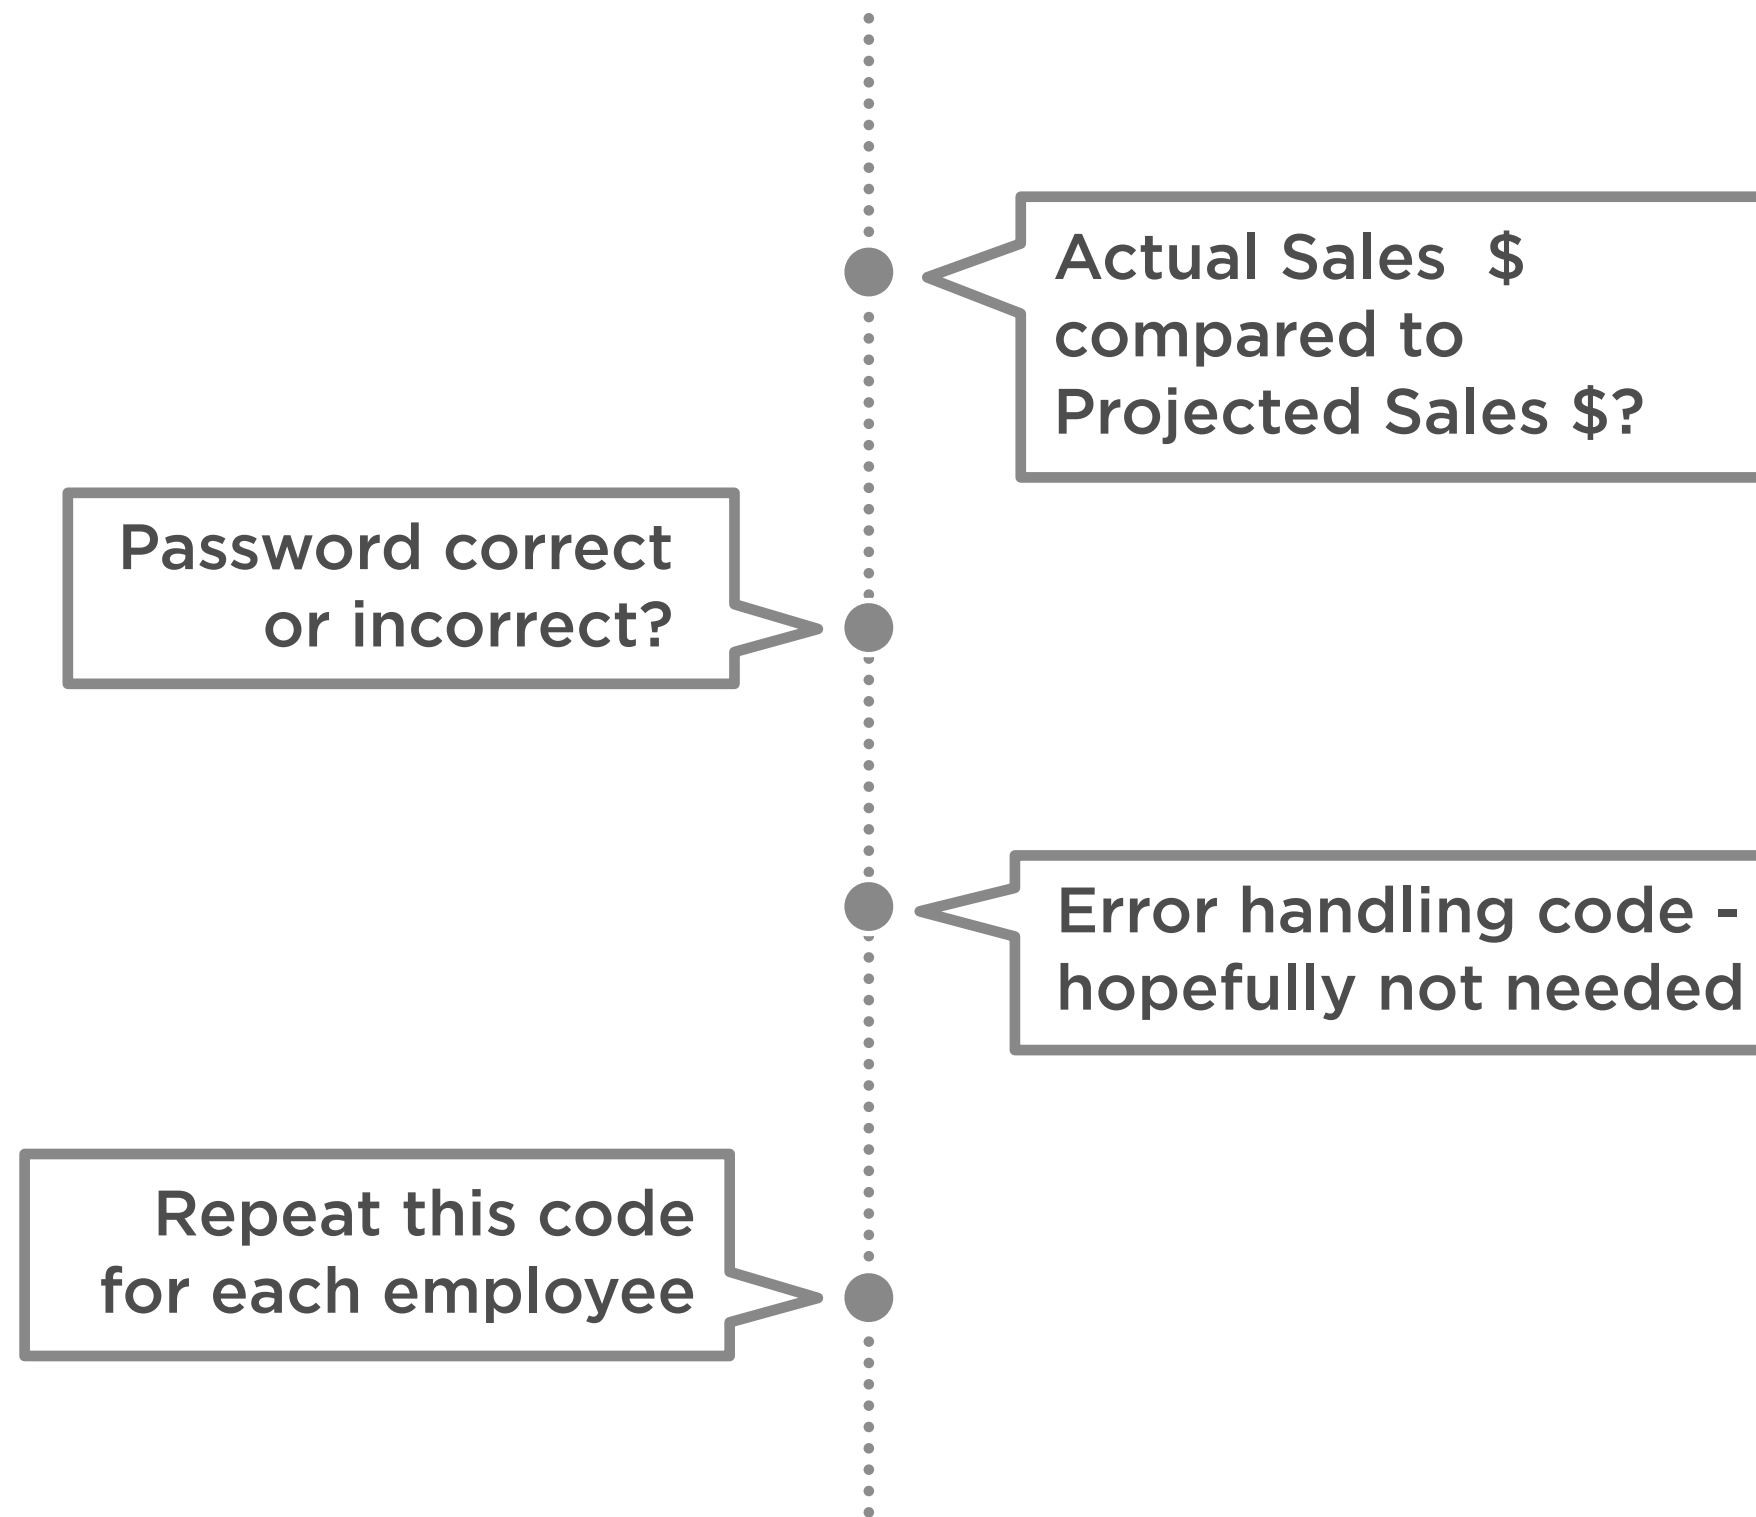 Actual Sales  $
compared to
Projected Sales $?
Password correct
or incorrect?
Error handling code -
hopefully not needed
Repeat this code
for each employee